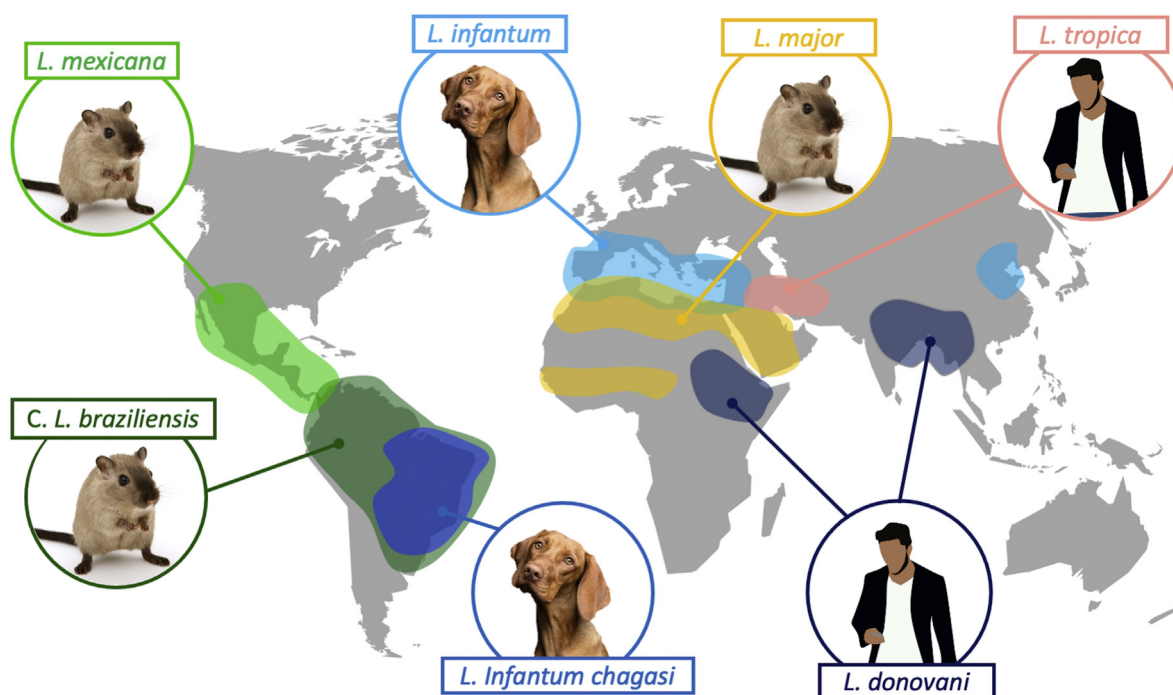 L. mexicana
L. infantum
L. major
L. tropica
C. L. braziliensis
L. Infantum chagasi
L. donovani